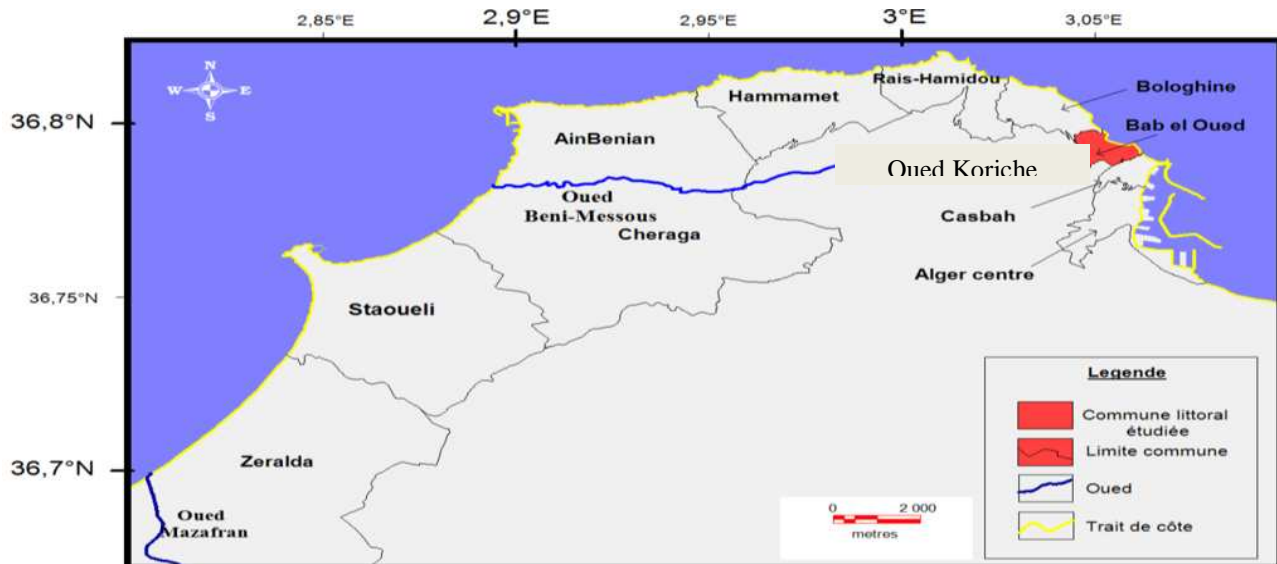 2,85°E
2,9°E
2,95°E
3°E
3,05°E
N
W E
S
36,8°N
36,75°N
36,7°N
Rais-Hamidou
Hammamet
Bologhine
Bab el Oued
AinBenian
Oued Koriche
Oued
Beni-Messous
Cheraga
Casbah
Alger centre
Staoueli
Zeralda
Oued
Mazafran
0 2 000
metres
Legende
Commune littoral
étudiée
Limite commune
Oued
Trait de côte